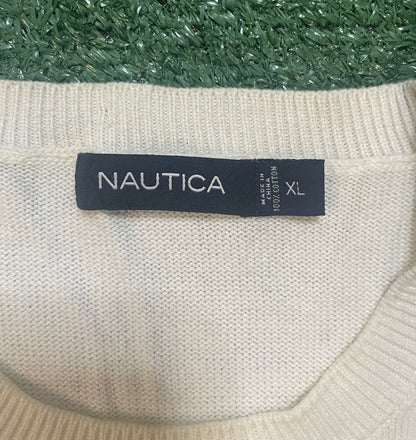 NAUTICA
MADE IN
CHINA
100% COTTON
XL